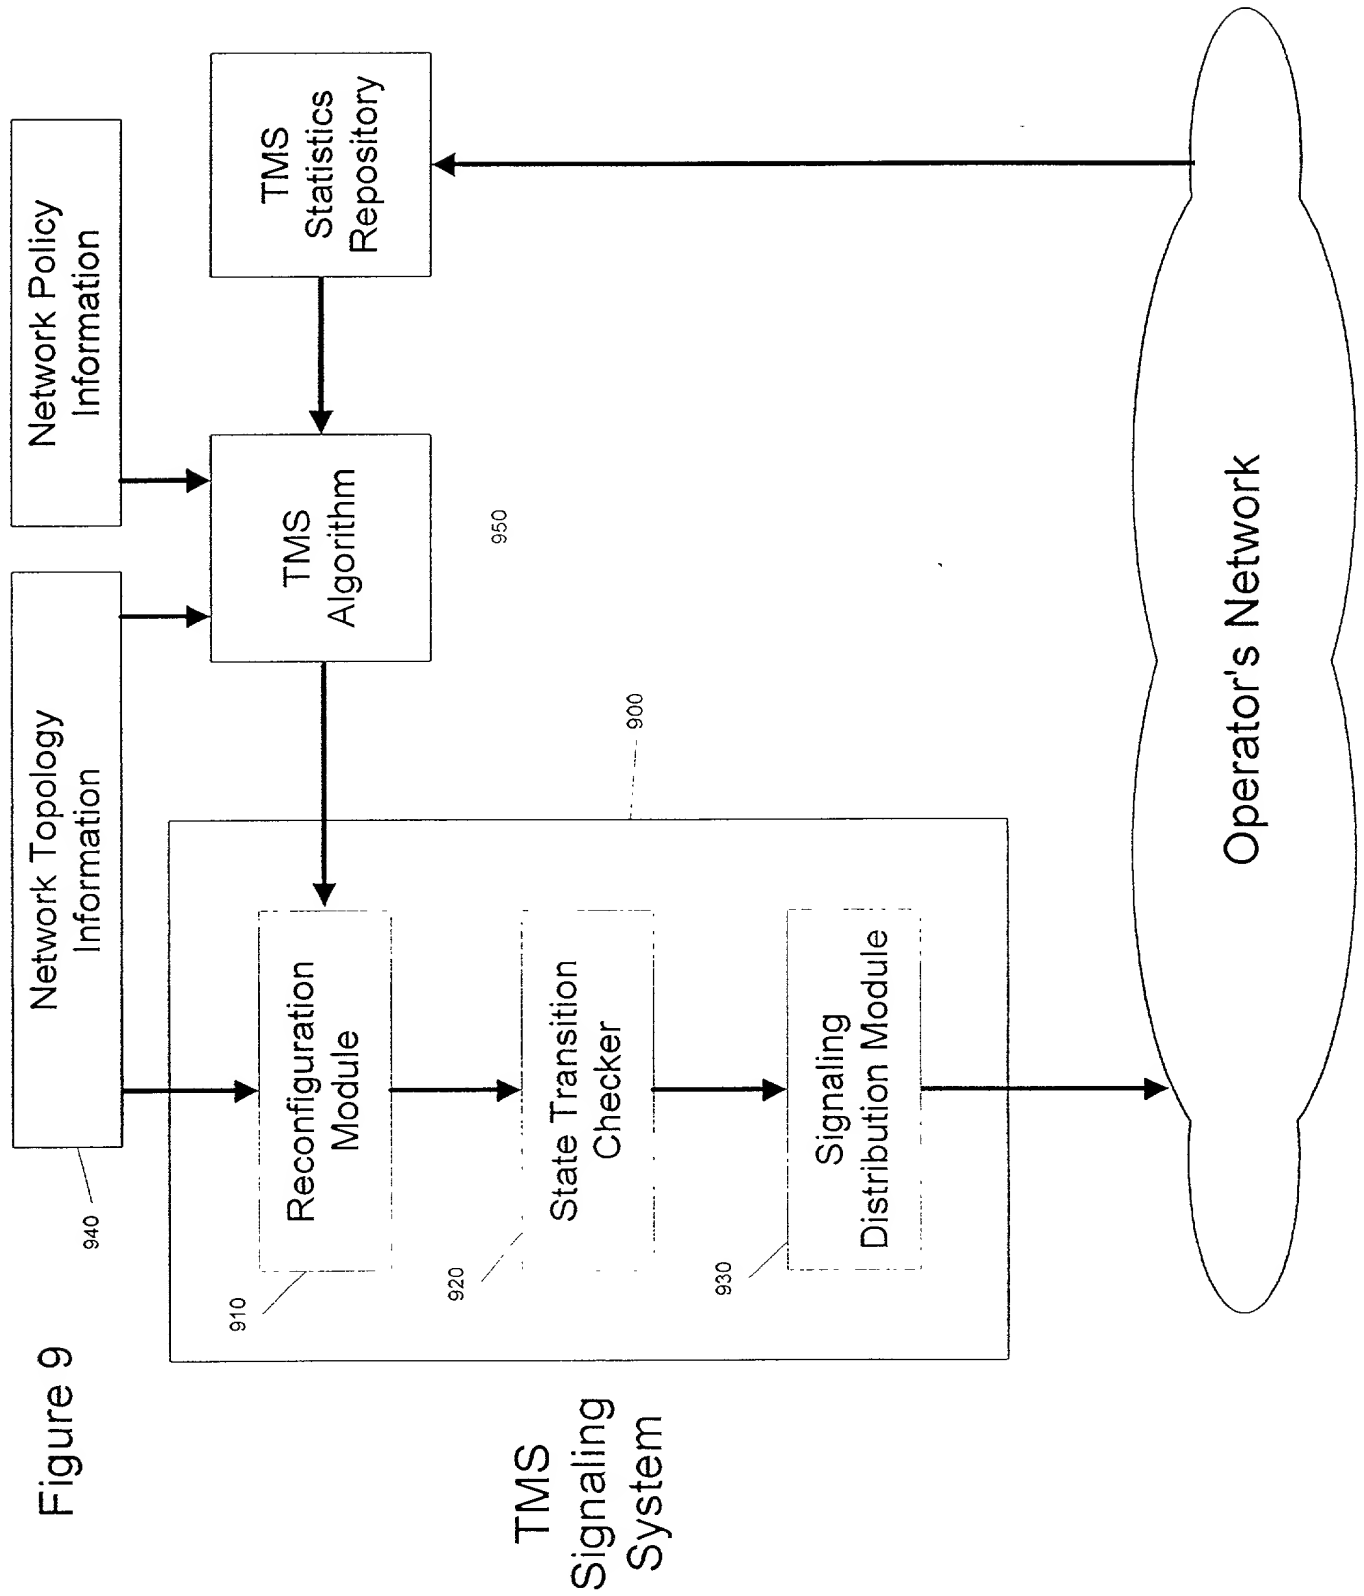 Figure 9
940
Network Topology
Information
Network Policy
Information
910
Reconfiguration
Module
TMS
Algorithm
TMS
Statistics
Repository
950
TMS
Signaling
System
920
State Transition
Checker
900
930
Signaling
Distribution Module
Operator's Network